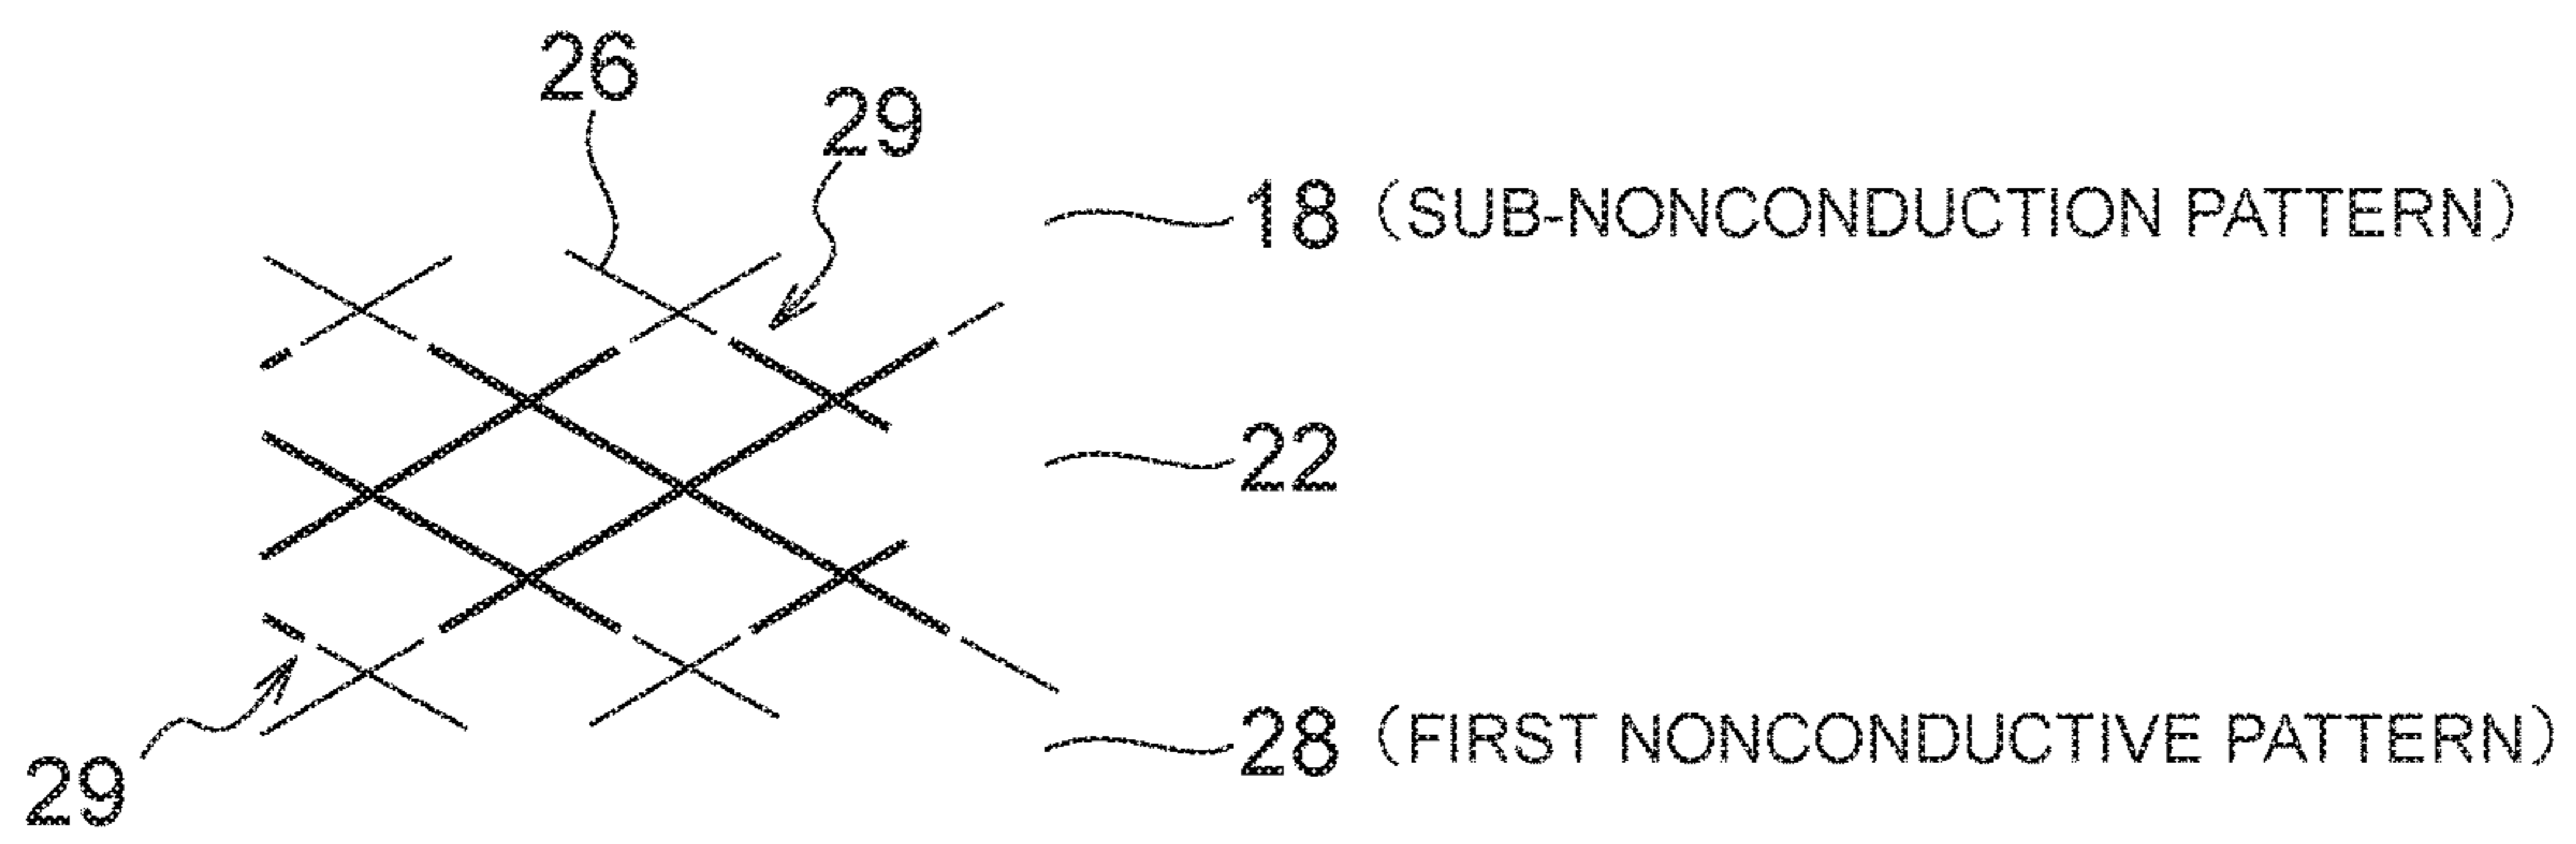 26
29
18 (SUB-NONCONDUCTION PATTERN)
22
28 (FIRST NONCONDUCTIVE PATTERN)
29